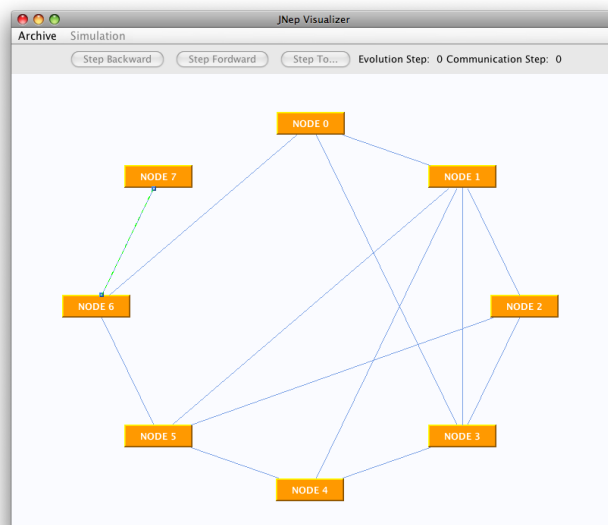 JNep Visualizer
Archive Simulation
Step Backward Step Fordward Step To... Evolution Step: 0 Communication Step: 0
NODE 0
NODE 7 NODE 1
NODE 6 NODE 2
NODE 5 NODE 3
NODE 4